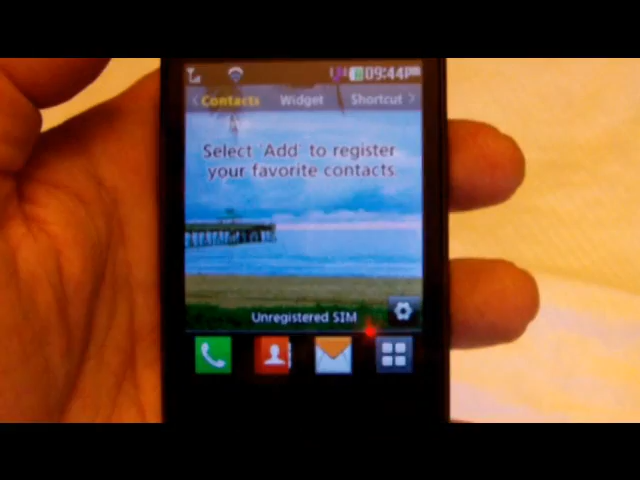 09:44PM
Contacts Widget Shortcut
Select 'Add' to register
your favorite contacts.
Unregistered SIM